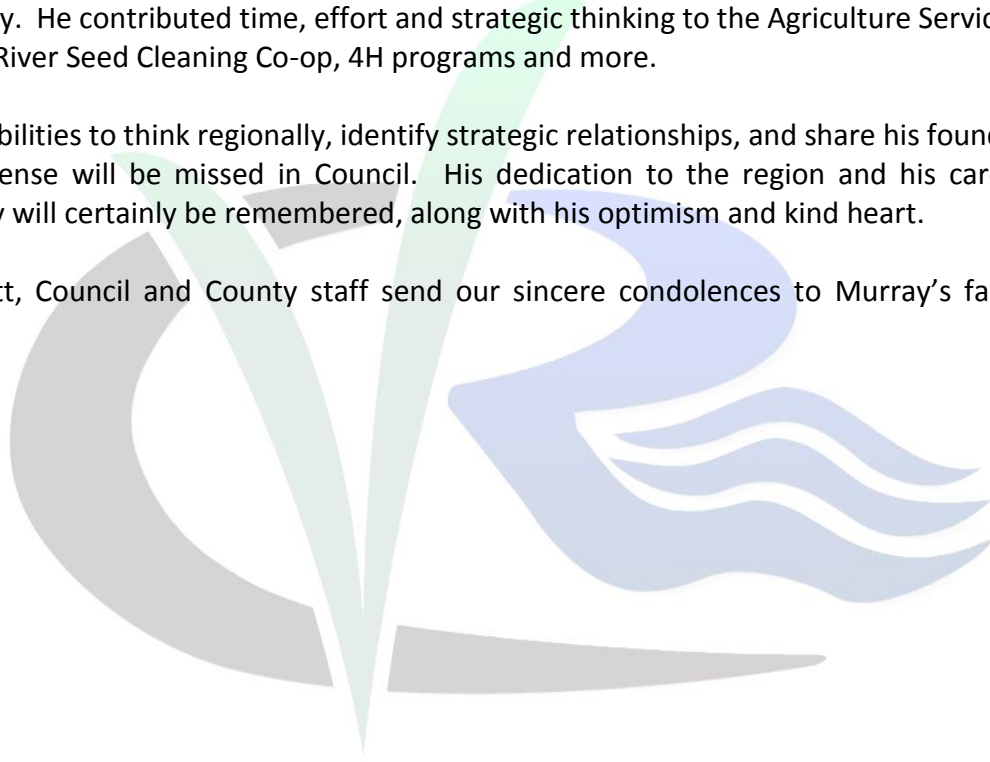 y. He contributed time, effort and strategic thinking to the Agriculture Servic
River Seed Cleaning Co-op, 4H programs and more.
bilities to think regionally, identify strategic relationships, and share his found
ense will be missed in Council. His dedication to the region and his car
y will certainly be remembered, along with his optimism and kind heart.
tt, Council and County staff send our sincere condolences to Murray’s fa